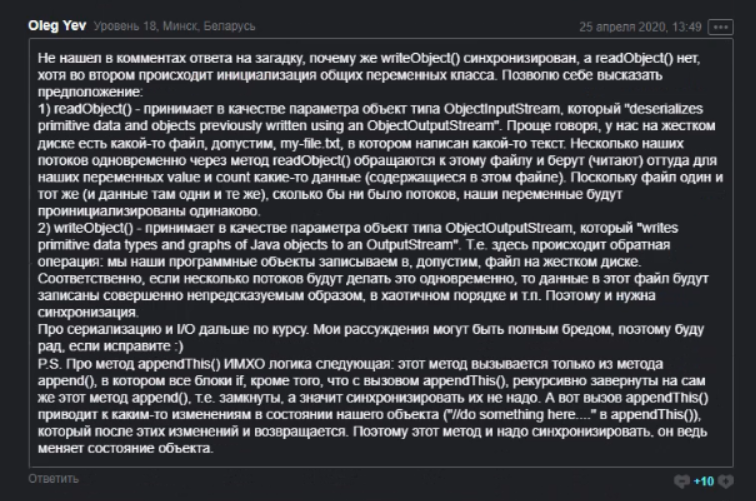 Oleg Yev Уровень 18, Минск, Беларусь 25 апреля 2020, 13:49
Не нашел в комментах ответа на загадку, почему же writeObject() синхронизирован, а readObject() нет,
хотя во втором происходит инициализация общих переменных класса. Позволю себе высказать
предположение:
1) readObject() - принимает в качестве параметра объект типа ObjectInputStream, который "deserializes
primitive data and objects previously written using an ObjectOutputStream". Проще говоря, у нас на жестком
диске есть какой-то файл, допустим, my-file.txt, в котором написан какой-то текст. Несколько наших
потоков одновременно через метод readObject() обращаются к этому файлу и берут (читают) оттуда для
наших переменных value и count какие-то данные (содержащиеся в этом файле). Поскольку файл один и
тот же (и данные там одни и те же), сколько бы ни было потоков, наши переменные будут
проинициализированы одинаково.
2) writeObject() - принимает в качестве параметра объект типа ObjectOutputStream, который "writes
primitive data types and graphs of Java objects to an OutputStream". Т.е. здесь происходит обратная
операция: мы наши программные объекты записываем в, допустим, файл на жестком диске.
Соответственно, если несколько потоков будут делать это одновременно, то данные в этот файл будут
записаны совершенно непредсказуемым образом, в хаотичном порядке и т.п. Поэтому и нужна
синхронизация.
Про сериализацию и I/O дальше по курсу. Мои рассуждения могут быть полным бредом, поэтому буду
рад, если исправите :)
P.S. Про метод appendThis() ИМХО логика следующая: этот метод вызывается только из метода
append(), в котором все блоки if, кроме того, что с вызовом appendThis(), рекурсивно завернуты на сам
же этот метод append(), т.е. замкнуты, а значит синхронизировать их не надо. А вот вызов appendThis()
приводит к каким-то изменениям в состоянии нашего объекта ("//do something here...." в appendThis()),
который после этих изменений и возвращается. Поэтому этот метод и надо синхронизировать, он ведь
меняет состояние объекта.
Ответить +10